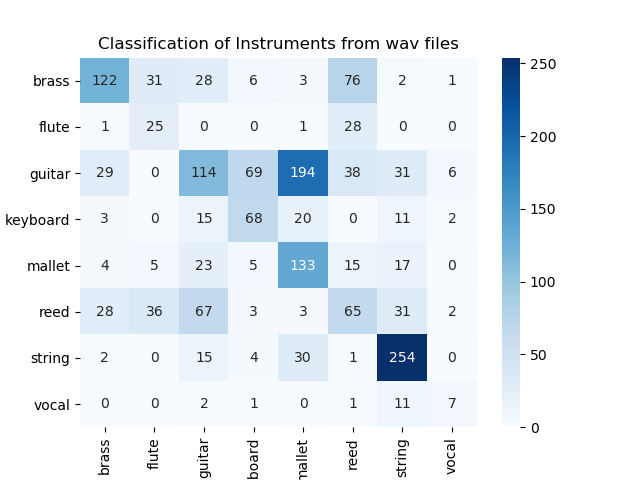 Classification of Instruments from wav files
brass 122 31 28 6 3 76 2 1
flute 1 25 0 0 1 28 0 0
guitar 29 0 114 69 194 38 31 6
keyboard 3 0 15 68 20 0 11 2
mallet 4 5 23 5 133 15 17 0
reed 28 36 67 3 3 65 31 2
string 2 0 15 4 30 1 254 0
vocal 0 0 2 1 0 1 11 7
brass flute guitar board mallet reed string vocal
250
200
150
100
50
0